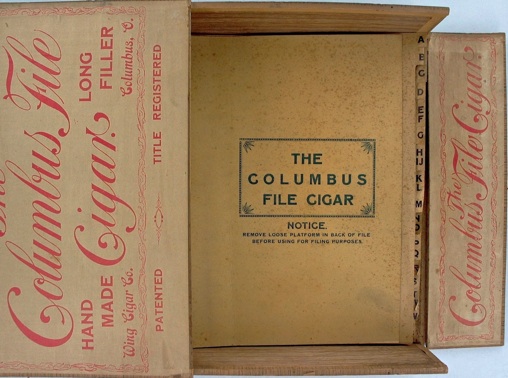 The
Columbus File
HAND
MADE
Cigar.
LONG
FILLER
Wing Cigar Co.
Columbus, O.
PATENTED
TITLE REGISTERED
THE
COLUMBUS
FILE CIGAR
NOTICE.
REMOVE LOOSE PLATFORM IN BACK OF FILE
BEFORE USING FOR FILING PURPOSES.
A
B
C
D
E
F
G
H
IJ
K
L
M
N
O
P
Q
The
Columbus File Cigar.